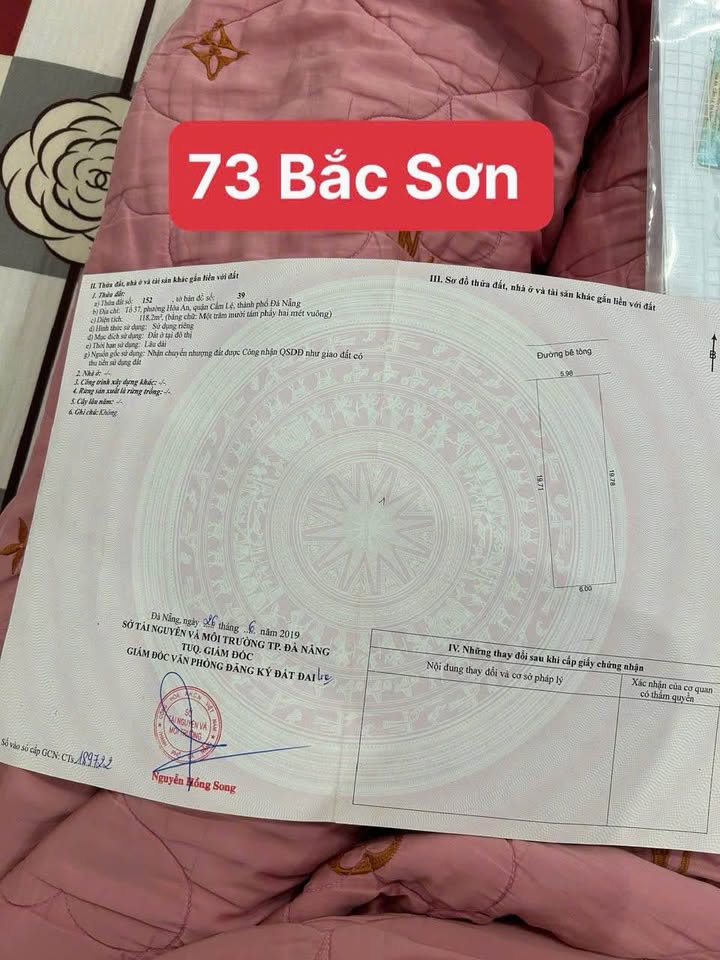 73 Bắc Sơn
II. Thửa đất, nhà ở và tài sản khác gắn liền với đất
1. Thửa đất:
a) Thửa đất số: 152 , tờ bản đồ số: 39
b) Địa chỉ: Tổ 37, phường Hòa An, quận Cẩm Lệ, thành phố Đà Nẵng
c) Diện tích: 118.2m², (bằng chữ: Một trăm mười tám phẩy hai mét vuông)
d) Hình thức sử dụng: Sử dụng riêng
đ) Mục đích sử dụng: Đất ở tại đô thị
e) Thời hạn sử dụng: Lâu dài
g) Nguồn gốc sử dụng: Nhận chuyển nhượng đất được Công nhận QSDĐ như giao đất có
thu tiền sử dụng đất
2. Nhà ở: -/-
3. Công trình xây dựng khác: -/-
4. Rừng sản xuất là rừng trồng: -/-
5. Cây lâu năm: -/-
6. Ghi chú: Không
Đà Nẵng, ngày 26 tháng 6 năm 2019
SỞ TÀI NGUYÊN VÀ MÔI TRƯỜNG TP. ĐÀ NẴNG
TUQ. GIÁM ĐỐC
GIÁM ĐỐC VĂN PHÒNG ĐĂNG KÝ ĐẤT ĐAI
SỞ
TÀI NGUYÊN VÀ
MÔI TRƯỜNG
Nguyễn Hồng Song
Số vào sổ cấp GCN: CTs 189722
III. Sơ đồ thửa đất, nhà ở và tài sản khác gắn liền với đất
Đường bê tông
B
5.98
19.71
19.78
6.00
IV. Những thay đổi sau khi cấp giấy chứng nhận
Nội dung thay đổi và cơ sở pháp lý
Xác nhận của cơ quan
có thẩm quyền